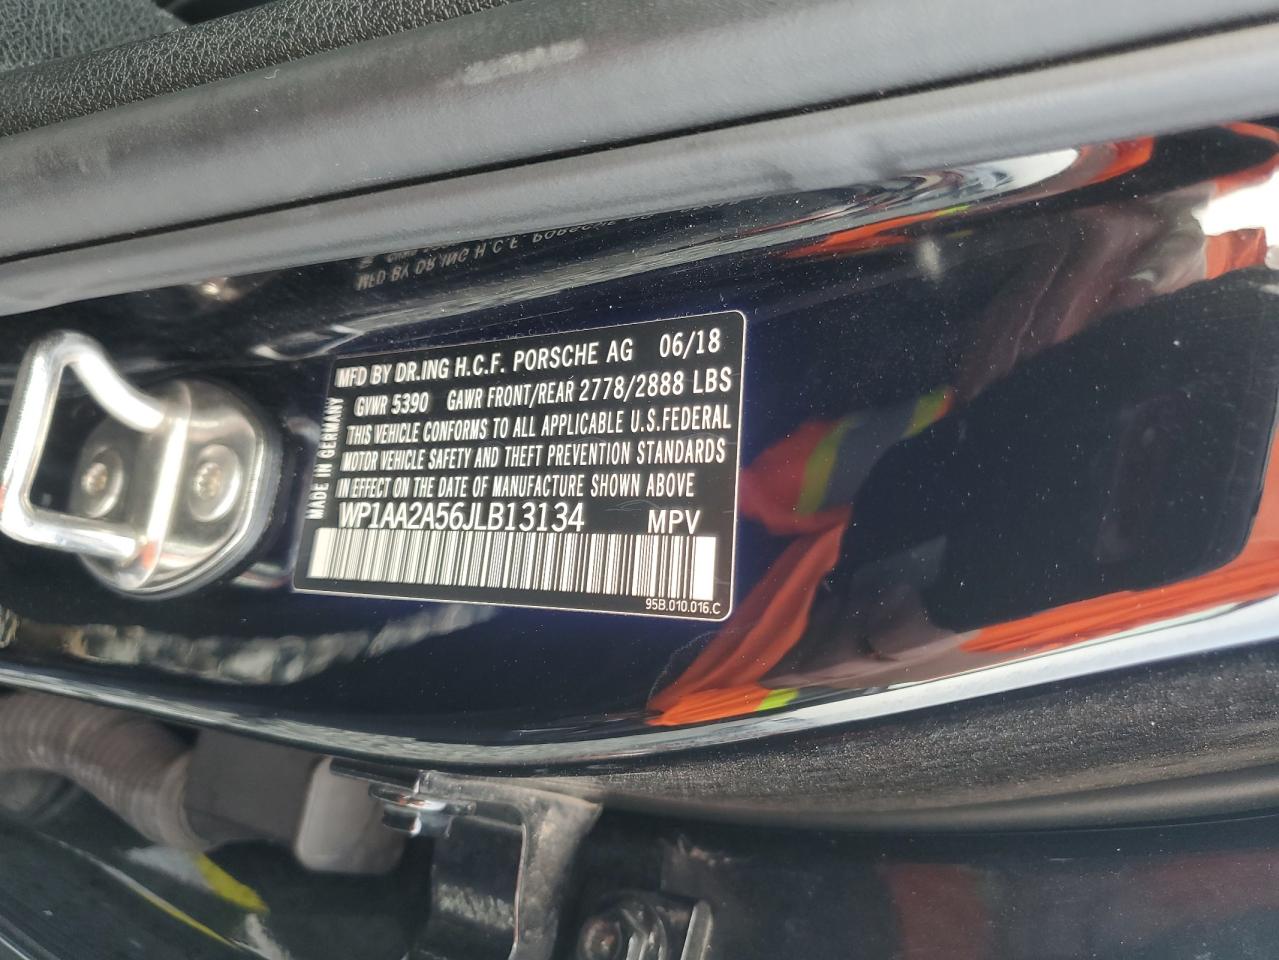 MFD BY DR.ING H.C.F. PORSCHE AG 06/18
GVWR 5390 GAWR FRONT/REAR 2778/2888 LBS
THIS VEHICLE CONFORMS TO ALL APPLICABLE U.S.FEDERAL
MOTOR VEHICLE SAFETY AND THEFT PREVENTION STANDARDS
IN EFFECT ON THE DATE OF MANUFACTURE SHOWN ABOVE
WP1AA2A56JLB13134 MPV
95B.010.016.C
MADE IN GERMANY